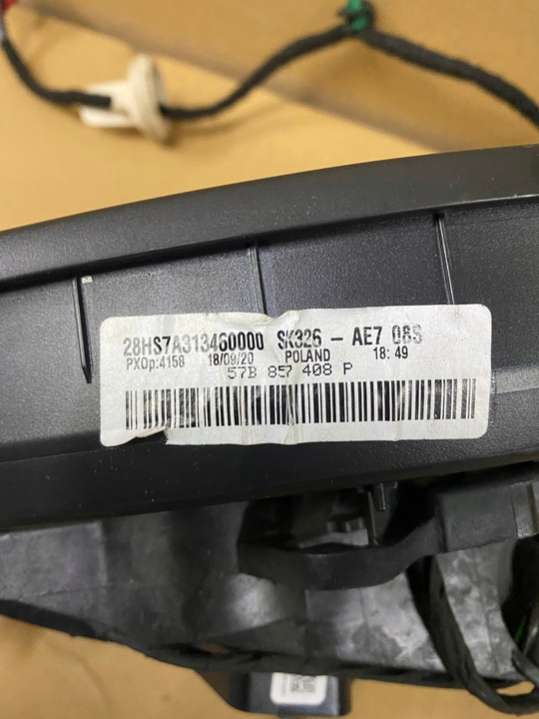 28HS7A313460000 SK326 - AE7 08S
PXOp:4158 18/09/20 POLAND 18:49
57B 857 408 P